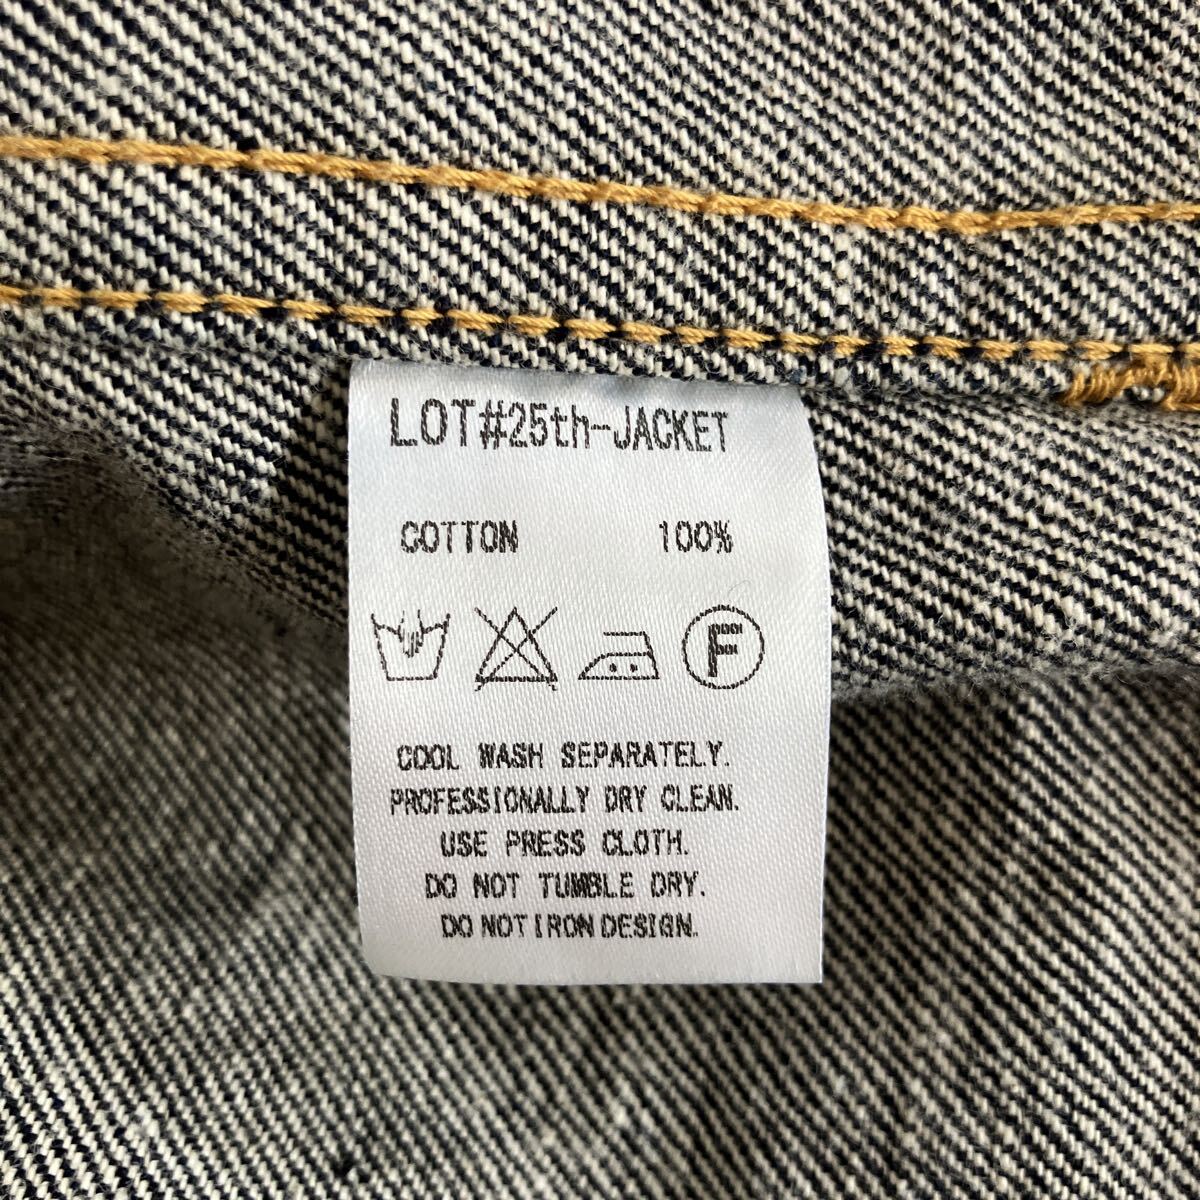 LOT#25th-JACKET
COTTON 100%
F
COOL WASH SEPARATELY.
PROFESSIONALLY DRY CLEAN.
USE PRESS CLOTH.
DO NOT TUMBLE DRY.
DO NOT IRON DESIGN.